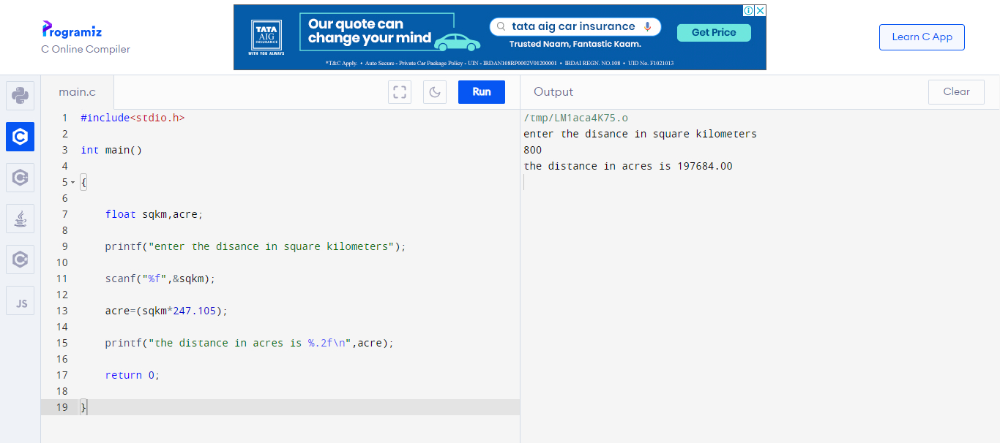 Programiz
C Online Compiler
TATA
AIG
INSURANCE
WITH YOU ALWAYS
Our quote can
change your mind
tata aig car insurance
Trusted Naam, Fantastic Kaam.
Get Price
*T&C Apply. • Auto Secure - Private Car Package Policy - UIN - IRDAN108RP0002V01200001 • IRDAI REGN. NO.108 • UID No. F1021013
Learn C App
main.c
Run
Output
Clear
C
C++
C#
JS
1 #include<stdio.h>
2
3 int main()
4
5 {
6
7 float sqkm,acre;
8
9 printf("enter the disance in square kilometers");
10
11 scanf("%f",&sqkm);
12
13 acre=(sqkm*247.105);
14
15 printf("the distance in acres is %.2f\n",acre);
16
17 return 0;
18
19 }
/tmp/LM1aca4K75.o
enter the disance in square kilometers
800
the distance in acres is 197684.00